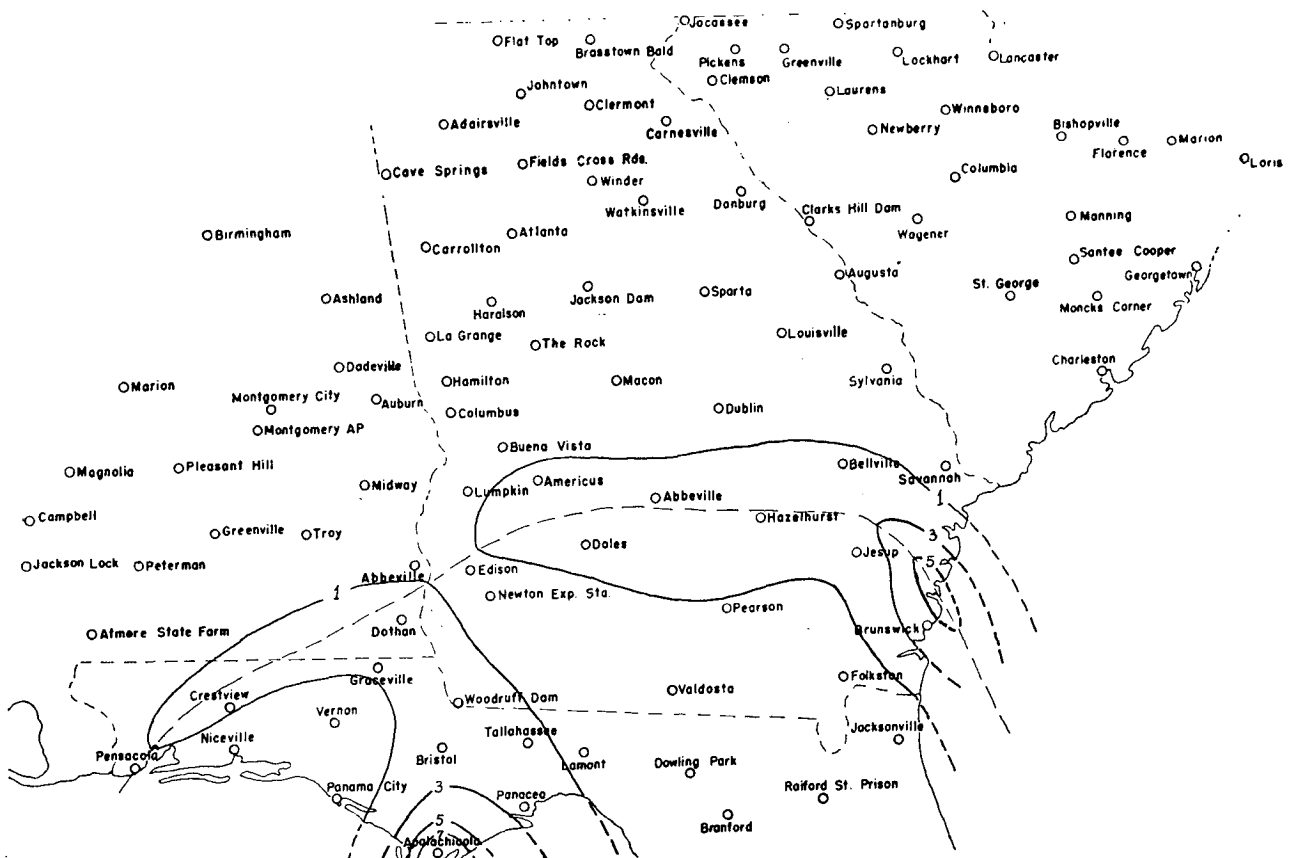 Jocassee
Spartanburg
Flat Top
Brasstown Bald
Pickens
Greenville
Lockhart
Lancaster
Clemson
Johntown
Laurens
Clermont
Winnsboro
Adairsville
Carnesville
Newberry
Bishopville
Florence
Marion
Loris
Cave Springs
Fields Cross Rds.
Winder
Columbia
Watkinsville
Danburg
Clarks Hill Dam
Wagener
Manning
Birmingham
Carrollton
Atlanta
Santee Cooper
Georgetown
Augusta
St. George
Moncks Corner
Ashland
Haralson
Jackson Dam
Sparta
La Grange
The Rock
Louisville
Charleston
Dadeville
Sylvania
Marion
Montgomery City
Auburn
Hamilton
Macon
Columbus
Dublin
Montgomery AP
Buena Vista
Magnolia
Pleasant Hill
Bellville
Savannah
Midway
Lumpkin
Americus
Abbeville
1
Campbell
Hazelhurst
Greenville
Troy
3
Dales
Jesup
5
Jackson Lock
Peterman
Abbeville
Edison
1
Newton Exp. Sta.
Pearson
Atmore State Farm
Dothan
Brunswick
Graceville
Folkston
Crestview
Woodruff Dam
Valdosta
Vernon
Jacksonville
Pensacola
Niceville
Bristol
Tallahassee
Lamont
Dowling Park
Panama City
3
Panacea
Raiford St. Prison
5
Branford
7
Apalachicola